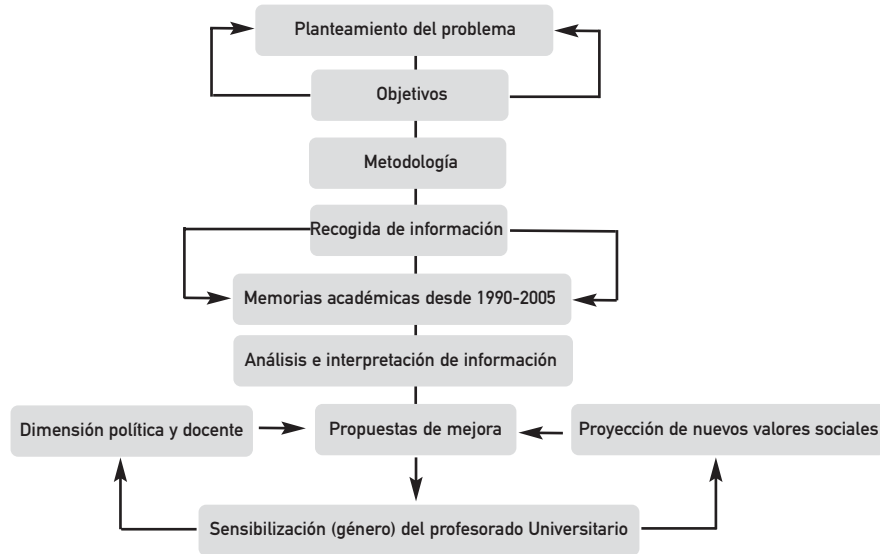 Planteamiento del problema
Objetivos
Metodología
Recogida de información
Memorias académicas desde 1990-2005
Análisis e interpretación de información
Dimensión política y docente
Propuestas de mejora
Proyección de nuevos valores sociales
Sensibilización (género) del profesorado Universitario